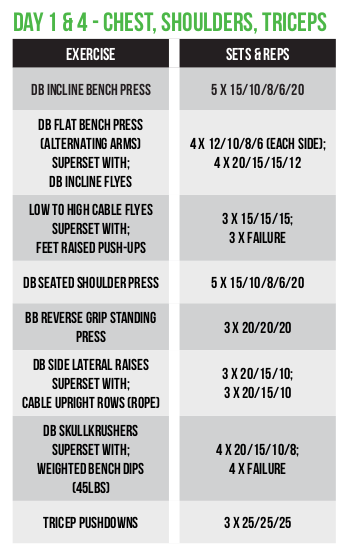 DAY 1 & 4 - CHEST, SHOULDERS, TRICEPS
EXERCISE
SETS & REPS
DB INCLINE BENCH PRESS
5 X 15/10/8/6/20
DB FLAT BENCH PRESS
(ALTERNATING ARMS)
SUPERSET WITH;
DB INCLINE FLYES
4 X 12/10/8/6 (EACH SIDE);
4 X 20/15/15/12
LOW TO HIGH CABLE FLYES
SUPERSET WITH;
FEET RAISED PUSH-UPS
3 X 15/15/15;
3 X FAILURE
DB SEATED SHOULDER PRESS
5 X 15/10/8/6/20
BB REVERSE GRIP STANDING
PRESS
3 X 20/20/20
DB SIDE LATERAL RAISES
SUPERSET WITH;
CABLE UPRIGHT ROWS (ROPE)
3 X 20/15/10;
3 X 20/15/10
DB SKULLKRUSHERS
SUPERSET WITH;
WEIGHTED BENCH DIPS
(45LBS)
4 X 20/15/10/8;
4 X FAILURE
TRICEP PUSHDOWNS
3 X 25/25/25